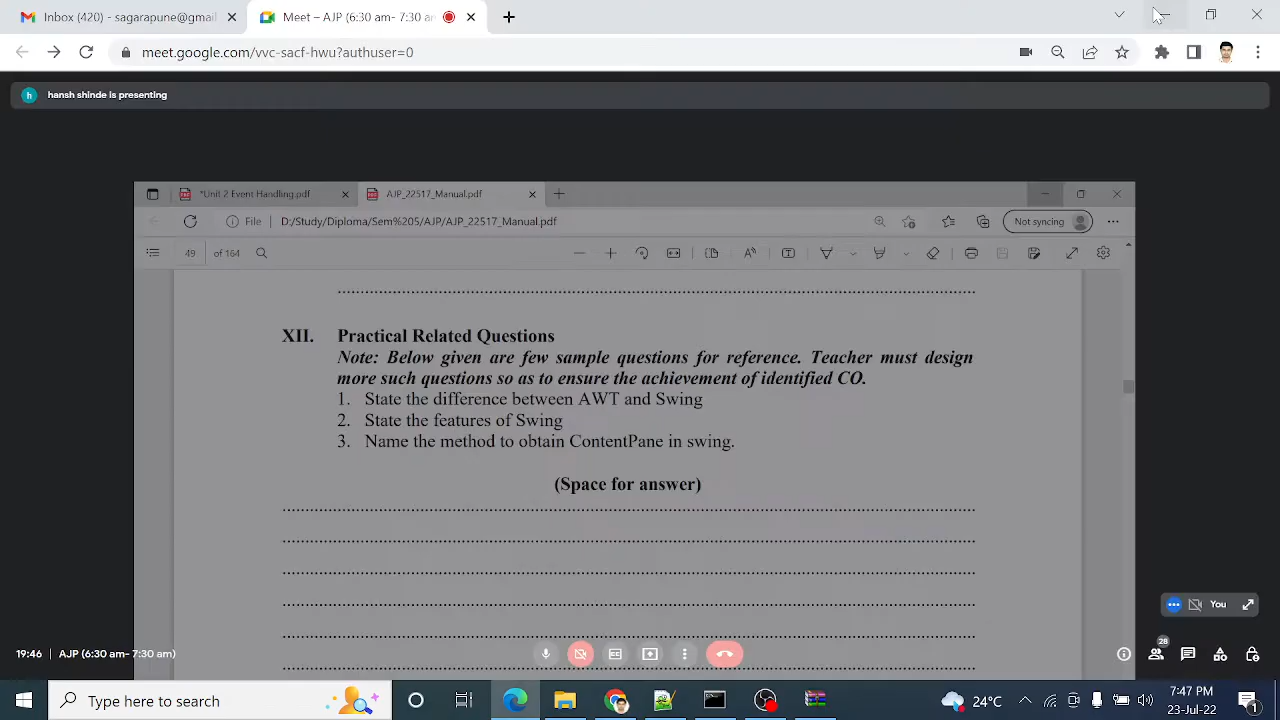 Inbox (420) - sagarapune@gmail
Meet – AJP (6:30 am- 7:30 am
meet.google.com/vvc-sacf-hwu?authuser=0
h hansh shinde is presenting
*Unit 2 Event Handling.pdf
AJP_22517_Manual.pdf
File D:/Study/Diploma/Sem%205/AJP/AJP_22517_Manual.pdf
Not syncing
49 of 164
XII. Practical Related Questions
Note: Below given are few sample questions for reference. Teacher must design
more such questions so as to ensure the achievement of identified CO.
1. State the difference between AWT and Swing
2. State the features of Swing
3. Name the method to obtain ContentPane in swing.
(Space for answer)
You
19:46 | AJP (6:30 am- 7:30 am)
28
Type here to search
24°C
7:47 PM
23-Jul-22
1